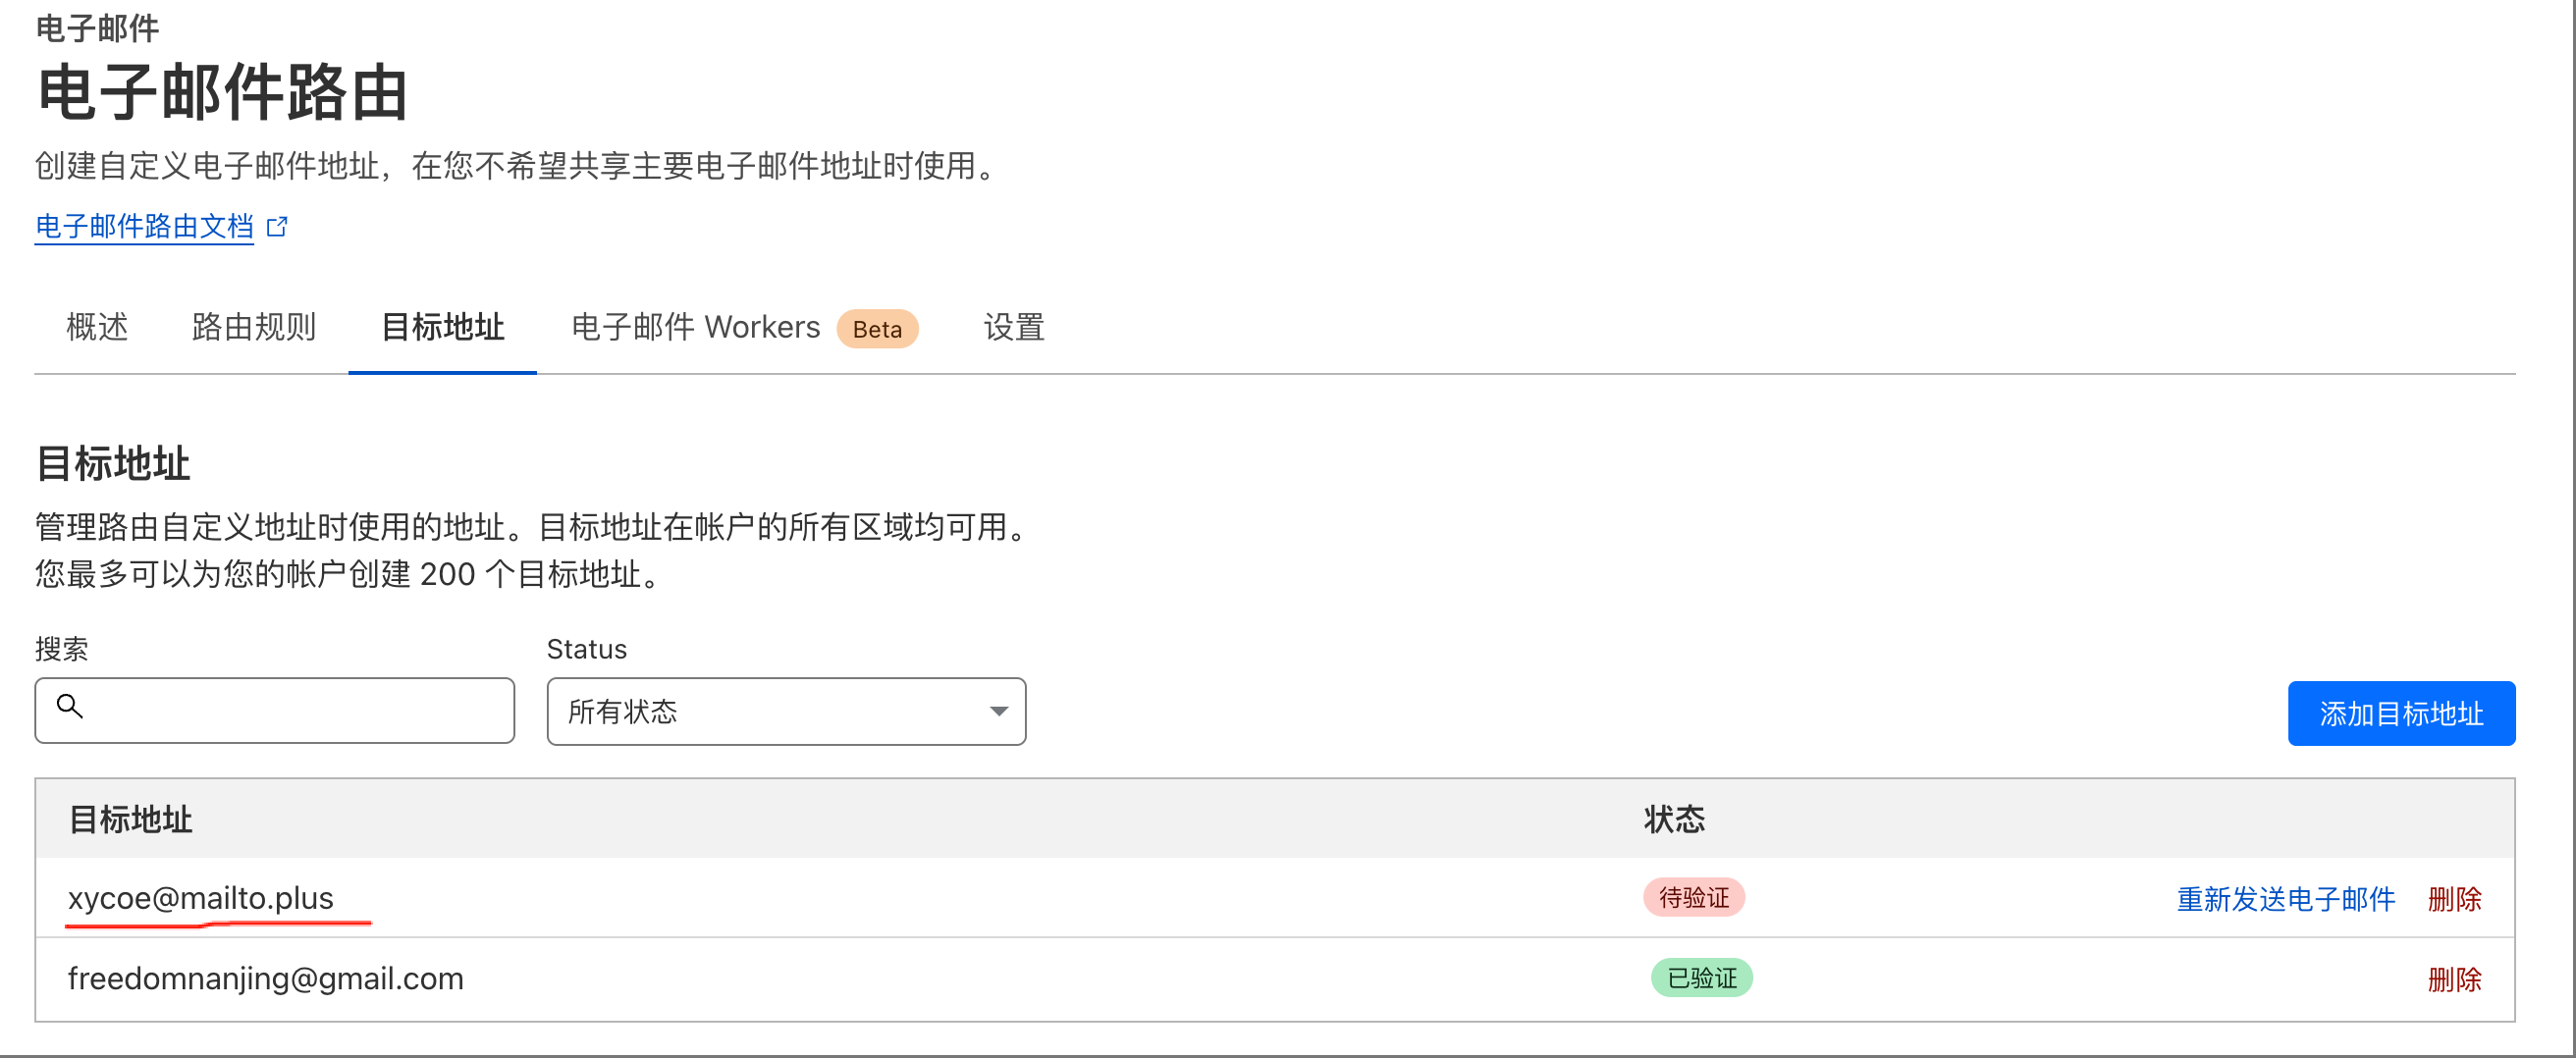 电子邮件
电子邮件路由
创建自定义电子邮件地址，在您不希望共享主要电子邮件地址时使用。
电子邮件路由文档
概述 路由规则 目标地址 电子邮件 Workers Beta 设置
目标地址
管理路由自定义地址时使用的地址。目标地址在帐户的所有区域均可用。
您最多可以为您的帐户创建 200 个目标地址。
搜索 Status
所有状态 添加目标地址
目标地址 状态
xycoe@mailto.plus 待验证 重新发送电子邮件 删除
freedomnanjing@gmail.com 已验证 删除